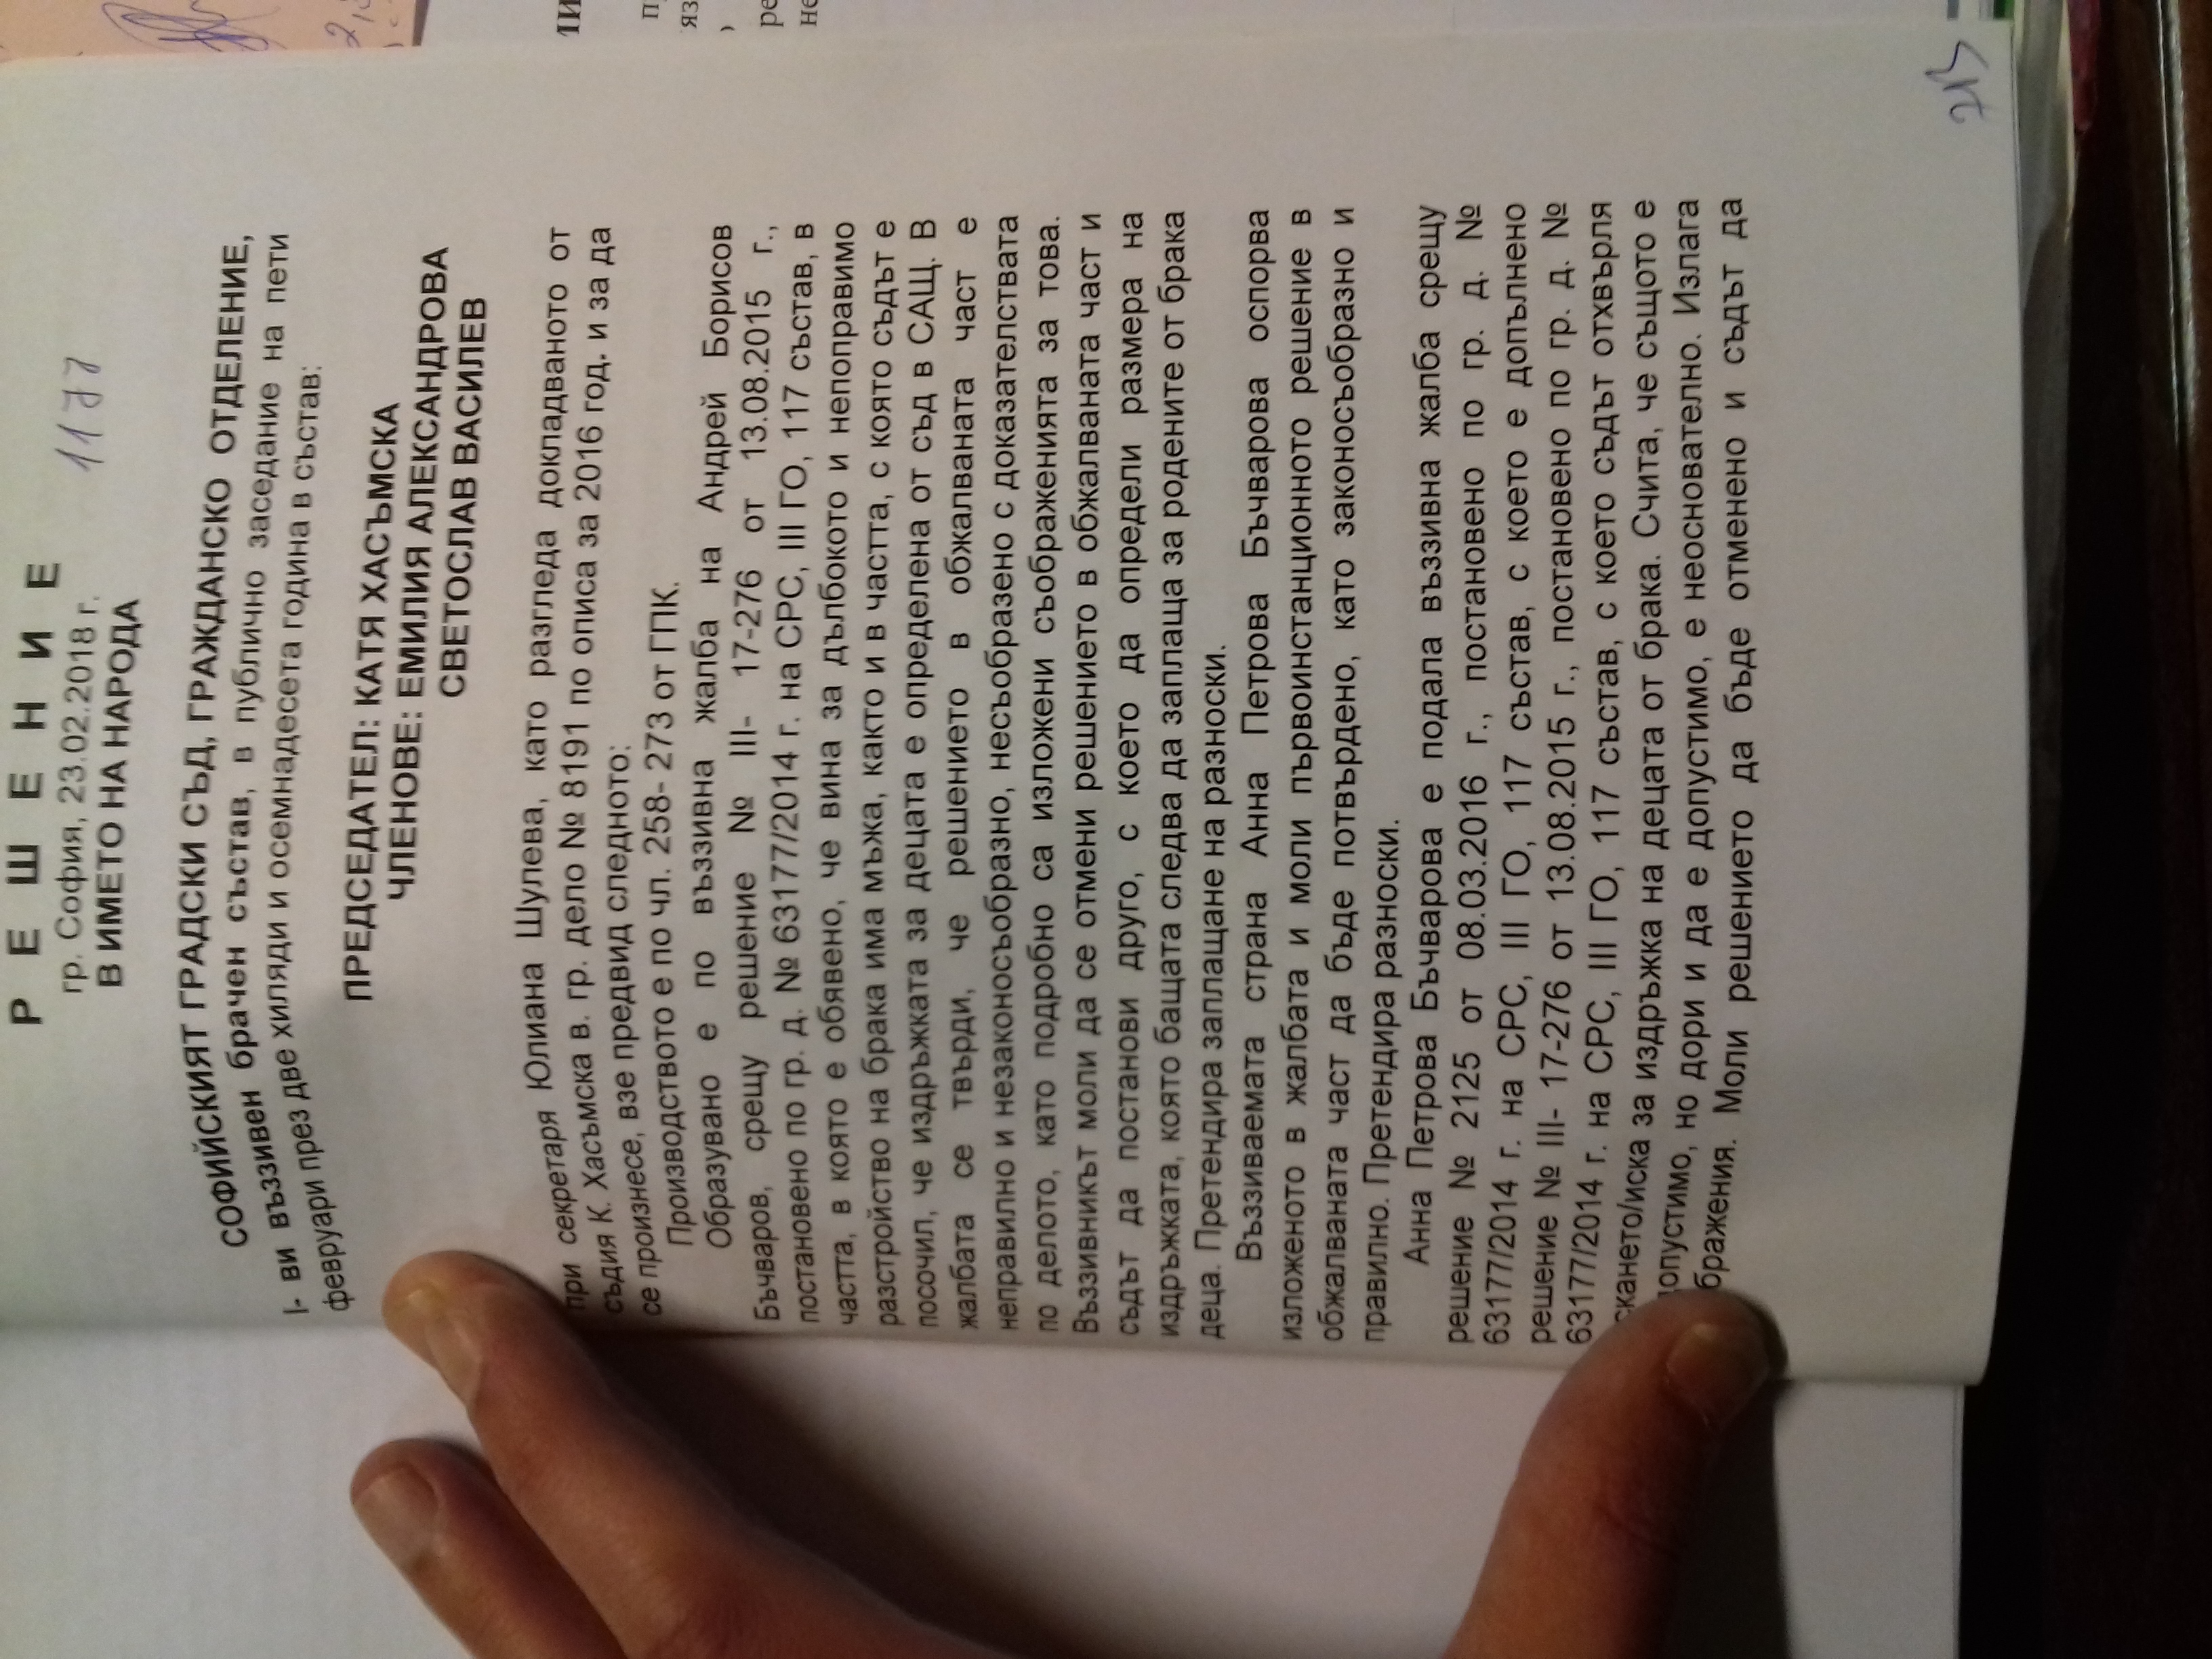 Р Е Ш Е Н И Е
гр. София, 23.02.2018 г. 1177
В ИМЕТО НА НАРОДА
СОФИЙСКИЯТ ГРАДСКИ СЪД, ГРАЖДАНСКО ОТДЕЛЕНИЕ,
I- ви въззивен брачен състав, в публично заседание на пети
февруари през две хиляди и осемнадесета година в състав:
ПРЕДСЕДАТЕЛ: КАТЯ ХАСЪМСКА
ЧЛЕНОВЕ: ЕМИЛИЯ АЛЕКСАНДРОВА
СВЕТОСЛАВ ВАСИЛЕВ
при секретаря Юлиана Шулева, като разгледа докладваното от
съдия К. Хасъмска в. гр. дело № 8191 по описа за 2016 год. и за да
се произнесе, взе предвид следното:
Производството е по чл. 258- 273 от ГПК.
Образувано е по въззивна жалба на Андрей Борисов
Бъчваров, срещу решение № III- 17-276 от 13.08.2015 г.,
постановено по гр. д. № 63177/2014 г. на СРС, III ГО, 117 състав, в
частта, в която е обявено, че вина за дълбокото и непоправимо
разстройство на брака има мъжа, както и в частта, с която съдът е
посочил, че издръжката за децата е определена от съд в САЩ. В
жалбата се твърди, че решението в обжалваната част е
неправилно и незаконосъобразно, несъобразено с доказателствата
по делото, като подробно са изложени съображенията за това.
Въззивникът моли да се отмени решението в обжалваната част и
съдът да постанови друго, с което да определи размера на
издръжката, която бащата следва да заплаща за родените от брака
деца. Претендира заплащане на разноски.
Въззиваемата страна Анна Петрова Бъчварова оспорва
изложеното в жалбата и моли първоинстанционното решение в
обжалваната част да бъде потвърдено, като законосъобразно и
правилно. Претендира разноски.
Анна Петрова Бъчварова е подала въззивна жалба срещу
решение № 2125 от 08.03.2016 г., постановено по гр. д. №
63177/2014 г. на СРС, III ГО, 117 състав, с което е допълнено
решение № III- 17-276 от 13.08.2015 г., постановено по гр. д. №
63177/2014 г. на СРС, III ГО, 117 състав, с което съдът отхвърля
скането/иска за издръжка на децата от брака. Счита, че същото е
допустимо, но дори и да е допустимо, е неоснователно. Излага
бражения. Моли решението да бъде отменено и съдът да